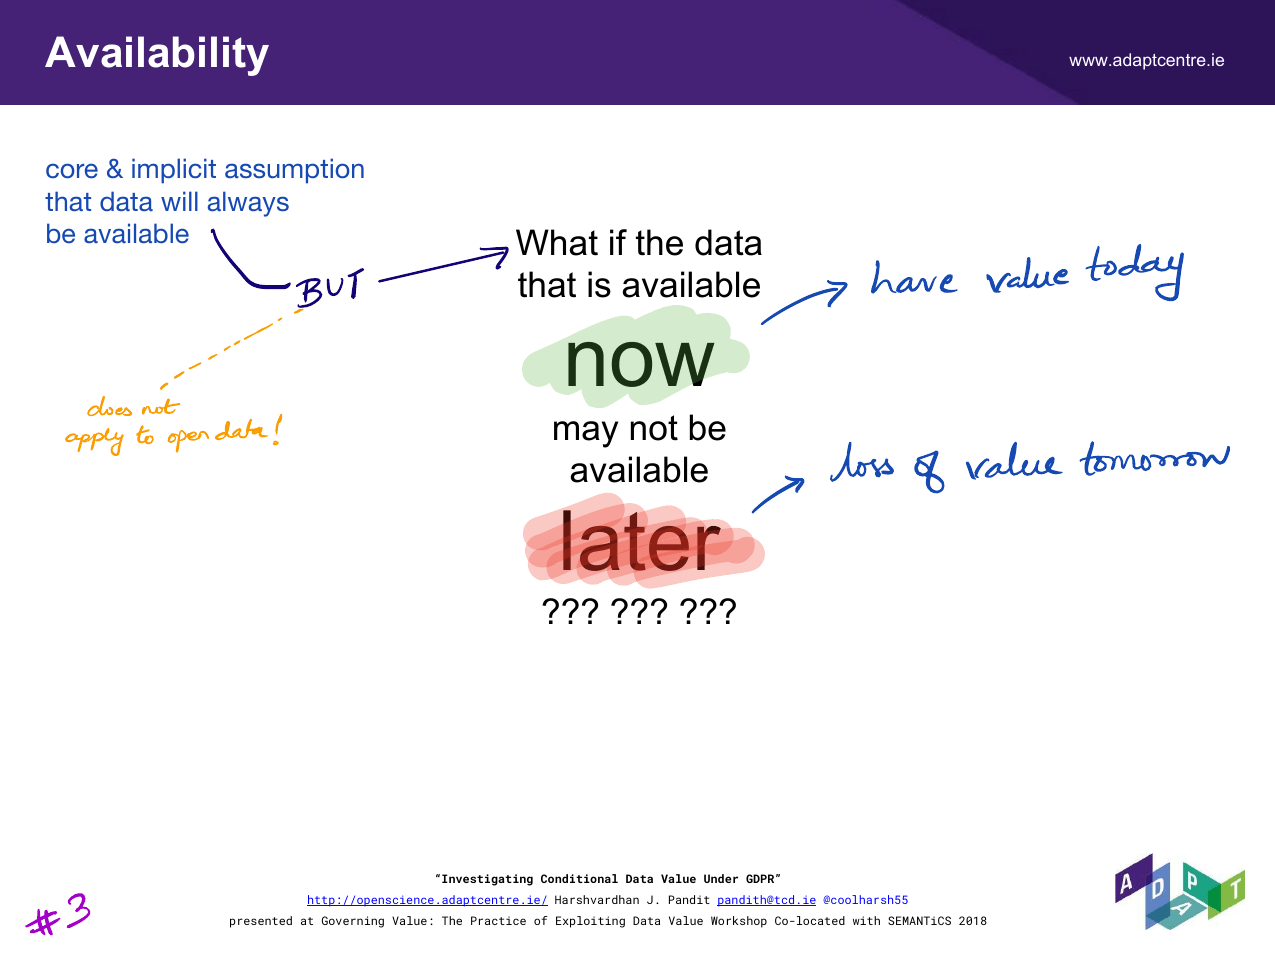 Availability
www.adaptcentre.ie
core & implicit assumption
that data will always
be available
BUT
does not
apply to open data!
What if the data
that is available
now
may not be
available
later
??? ??? ???
have value today
loss of value tomorrow
#3
“Investigating Conditional Data Value Under GDPR”
http://openscience.adaptcentre.ie/ Harshvardhan J. Pandit pandith@tcd.ie @coolharsh55
presented at Governing Value: The Practice of Exploiting Data Value Workshop Co-located with SEMANTiCS 2018
ADAPT